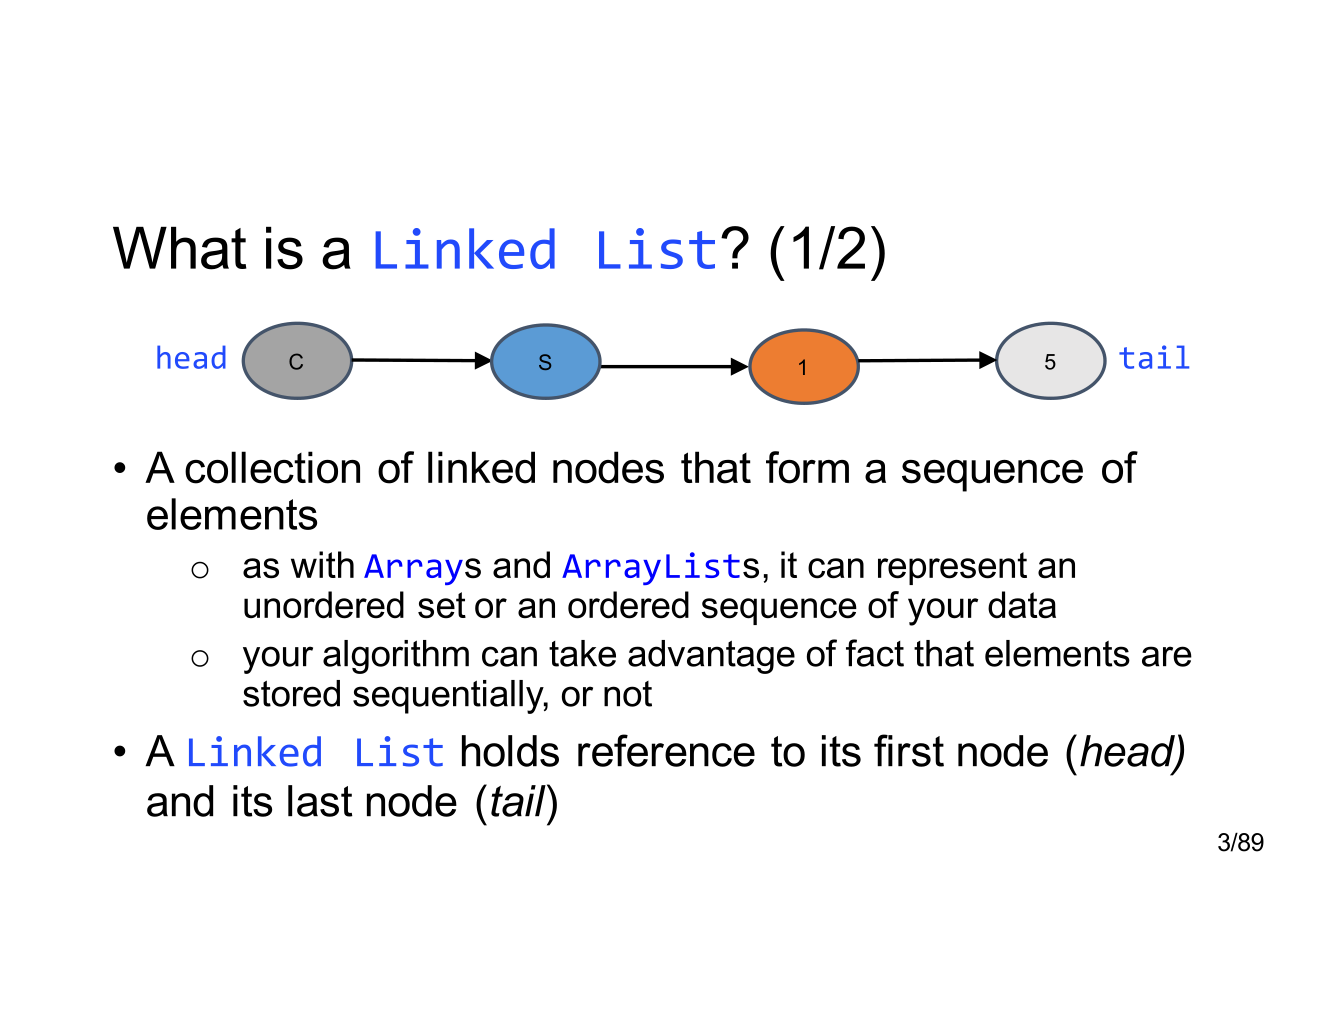 What is a Linked List? (1/2)
head C S 1 5 tail
• A collection of linked nodes that form a sequence of
elements
○ as with Arrays and ArrayLists, it can represent an
unordered set or an ordered sequence of your data
○ your algorithm can take advantage of fact that elements are
stored sequentially, or not
• A Linked List holds reference to its first node (head)
and its last node (tail)
3/89